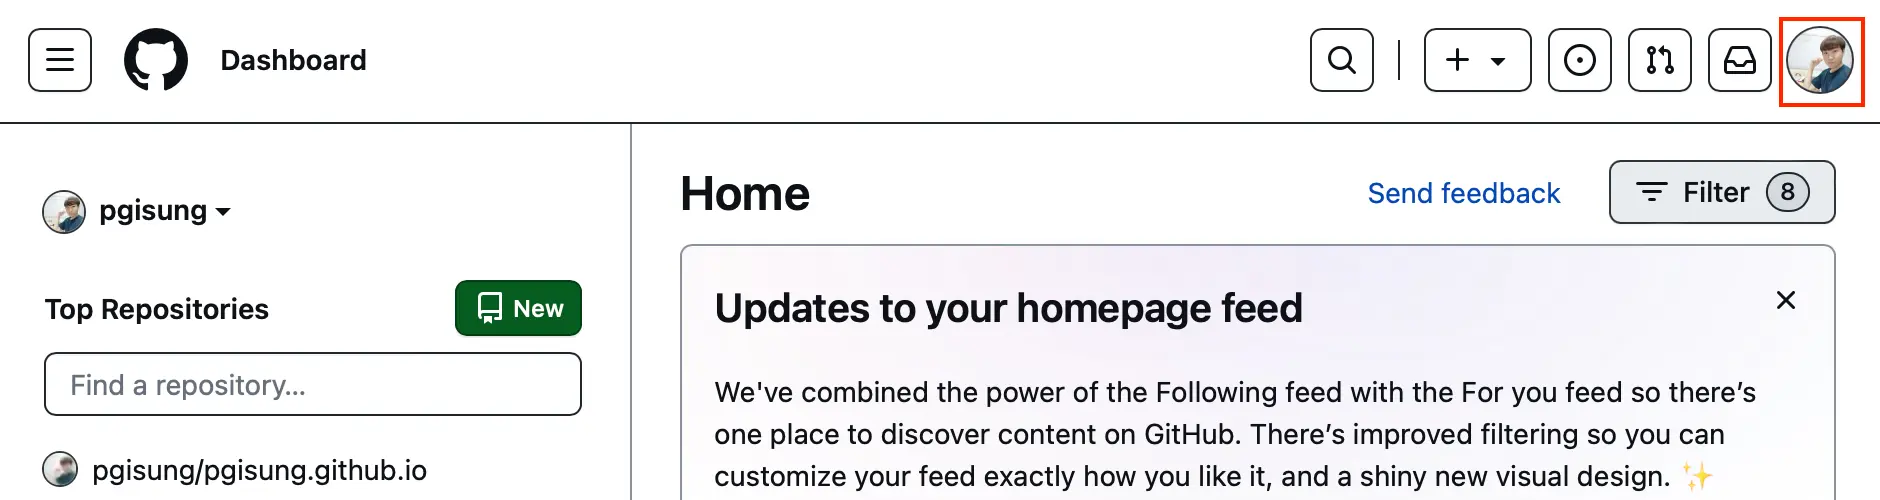 Dashboard
pgisung
Top Repositories
New
Find a repository...
pgisung/pgisung.github.io
Home
Send feedback
Filter 8
Updates to your homepage feed
We've combined the power of the Following feed with the For you feed so there’s
one place to discover content on GitHub. There’s improved filtering so you can
customize your feed exactly how you like it, and a shiny new visual design. ✨